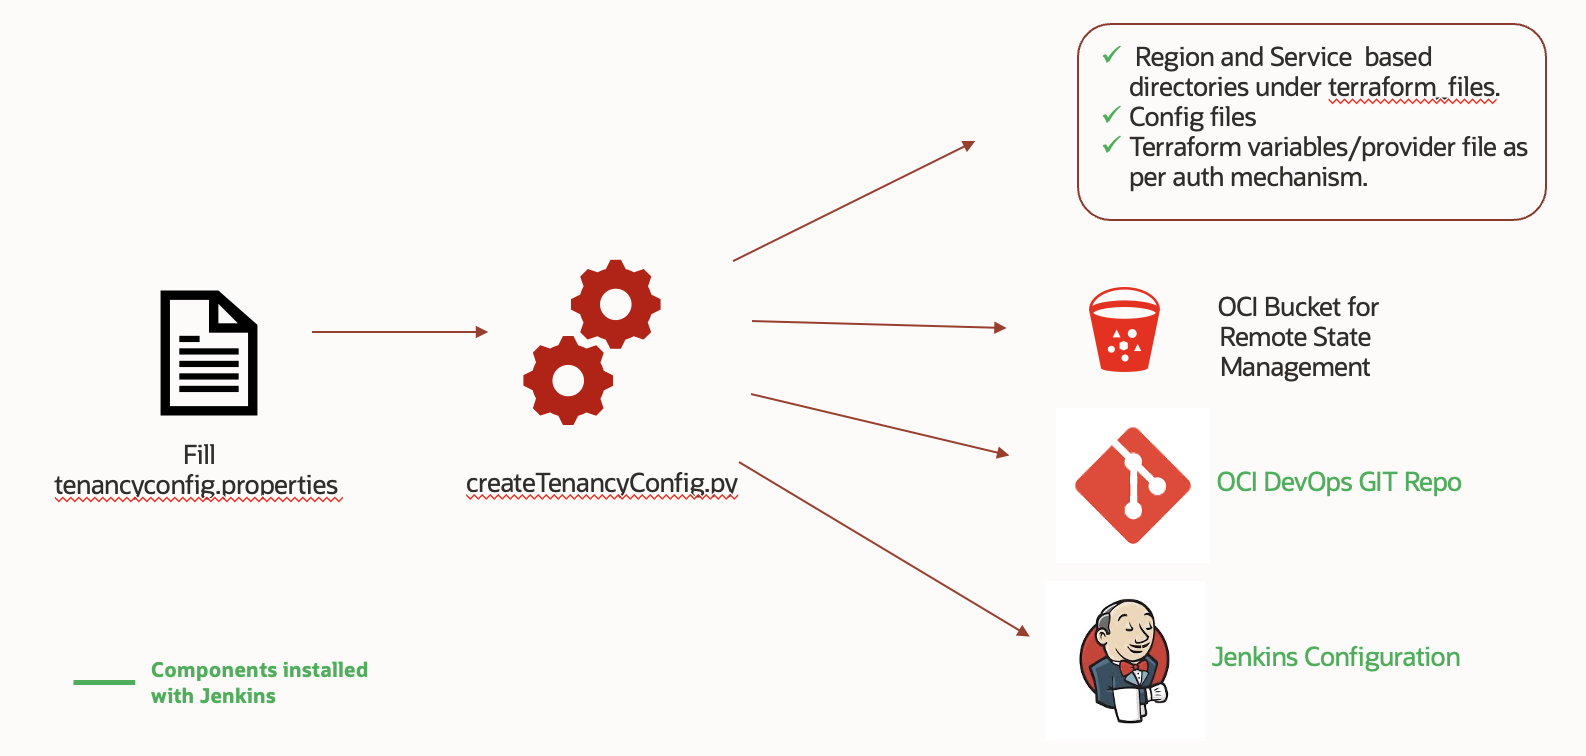 Region and Service based
directories under terraform_files.
Config files
Terraform variables/provider file as
per auth mechanism.
OCI Bucket for
Remote State
Management
Fill
tenancyconfig.properties
createTenancyConfig.py
OCI DevOps GIT Repo
Jenkins Configuration
Components installed
with Jenkins